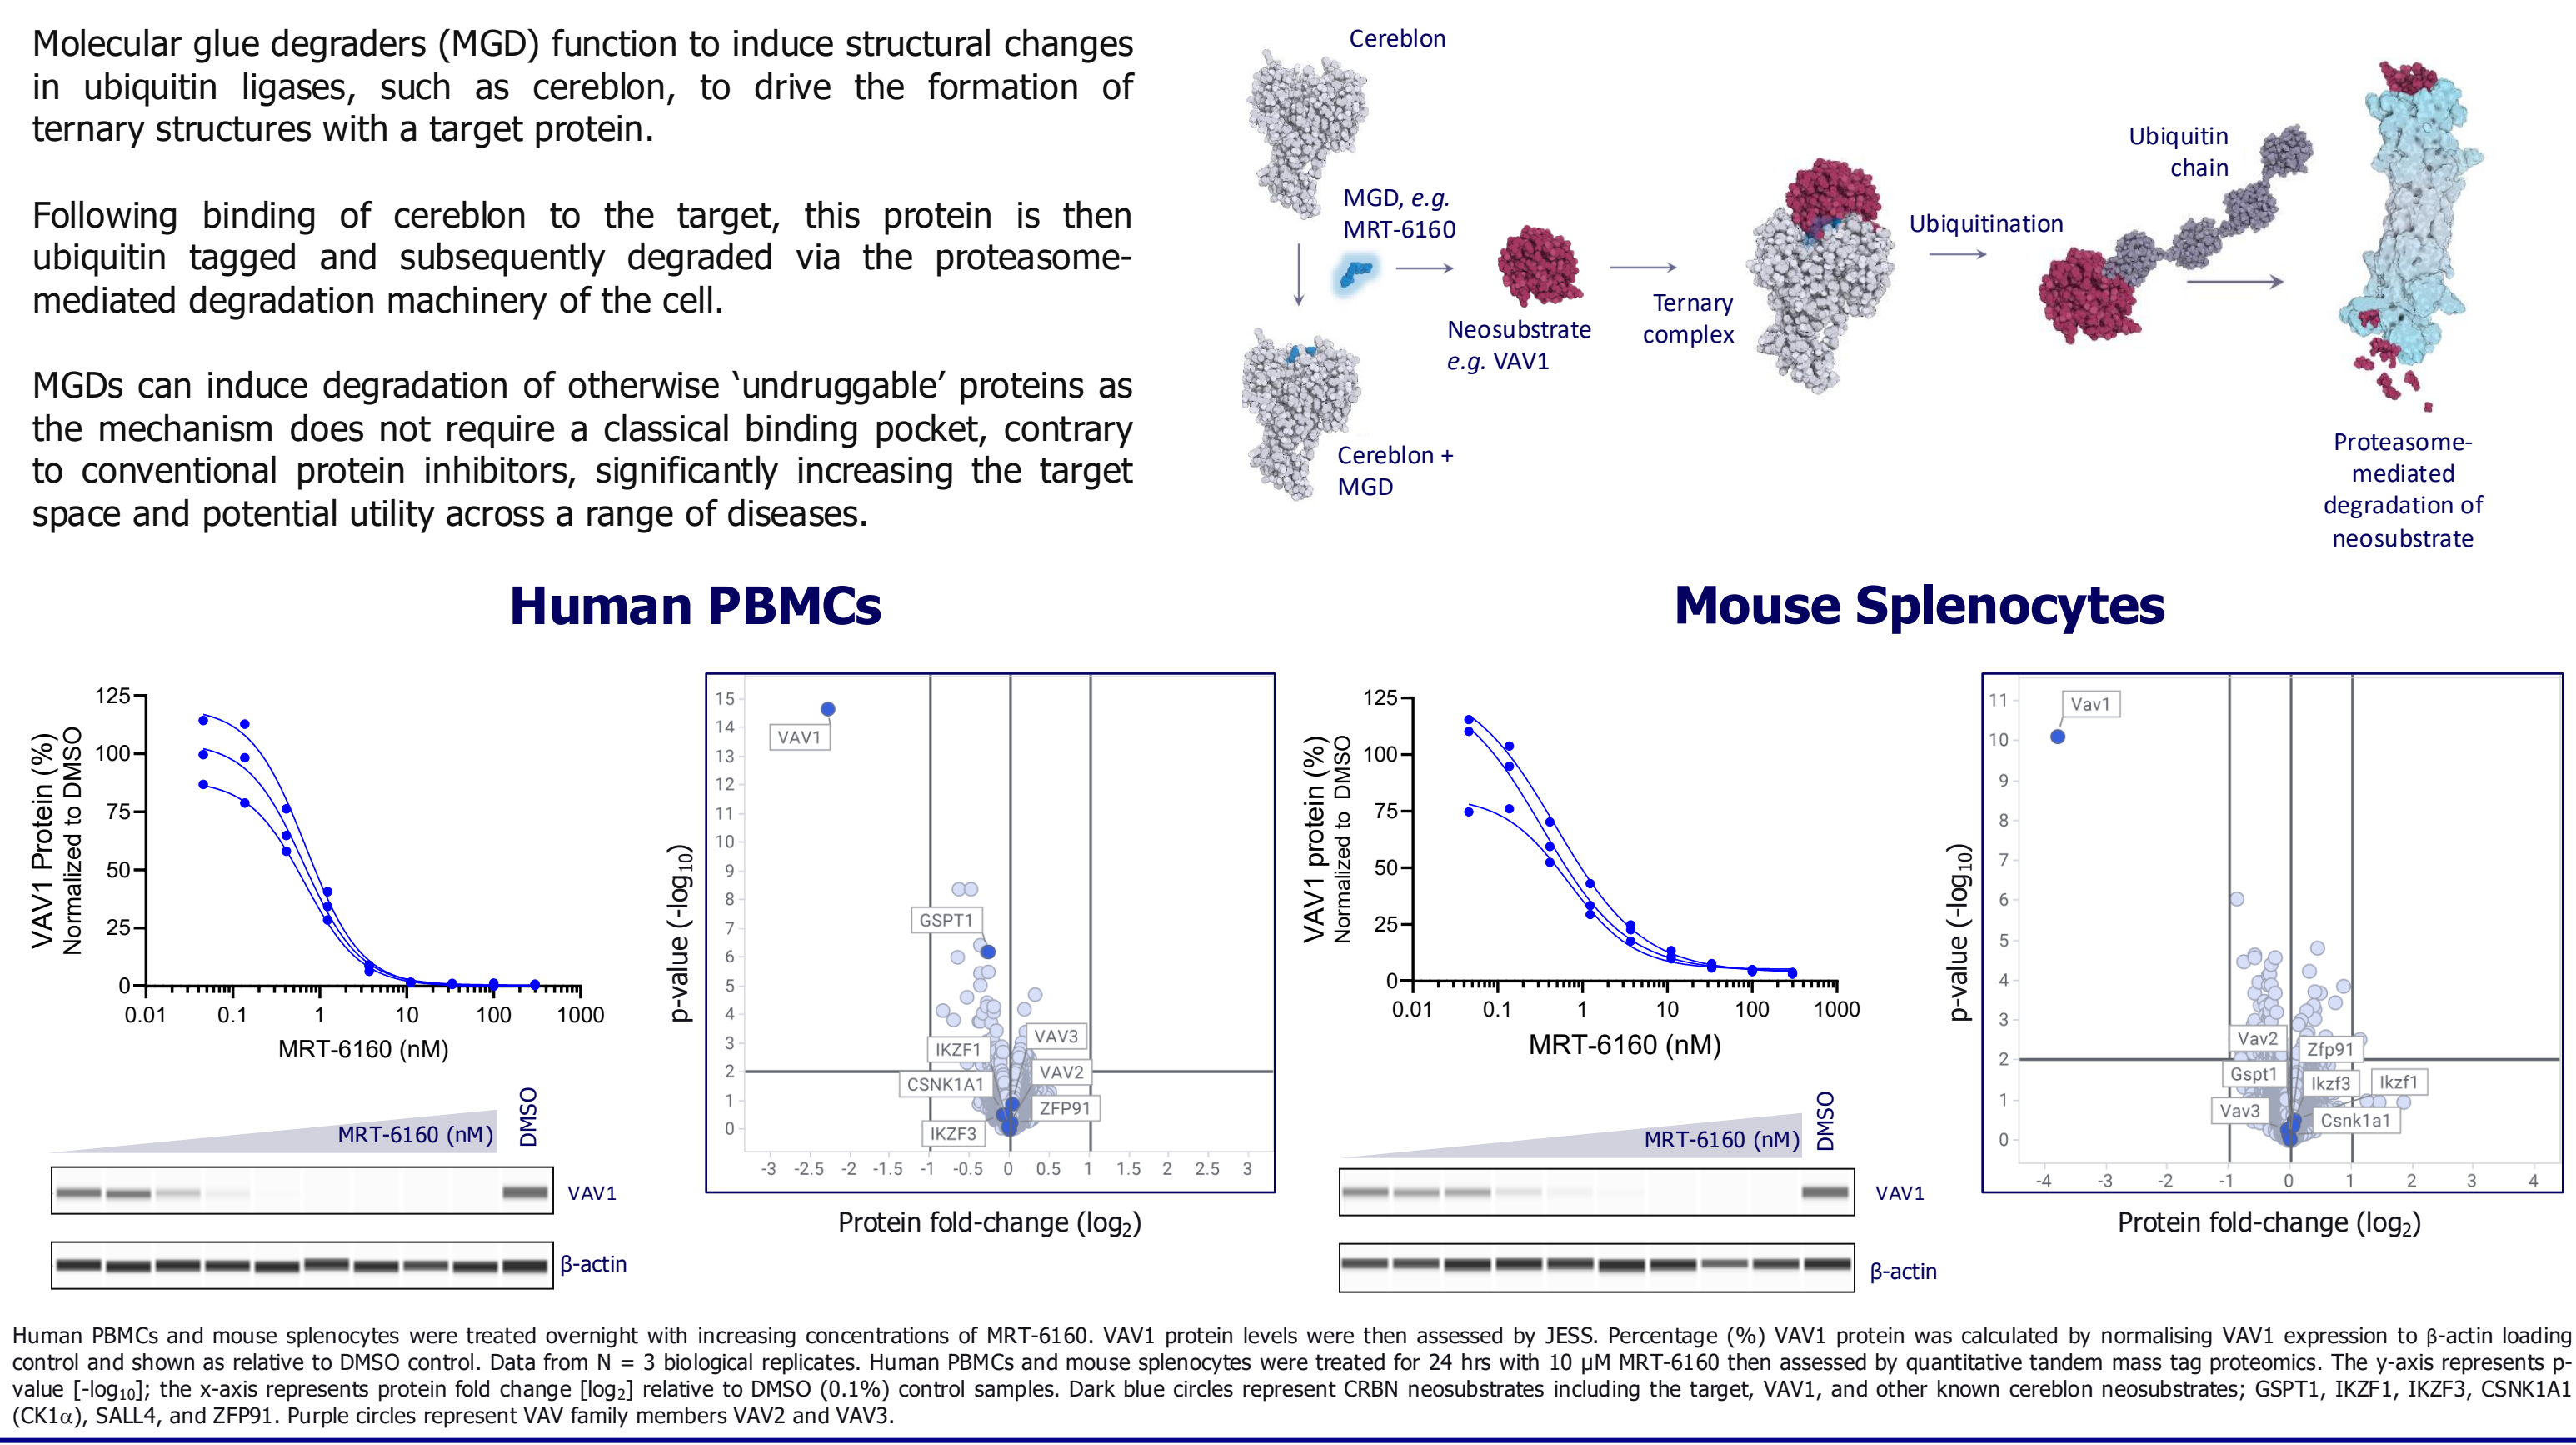 Molecular glue degraders (MGD) function to induce structural changes
in ubiquitin ligases, such as cereblon, to drive the formation of
ternary structures with a target protein.
Following binding of cereblon to the target, this protein is then
ubiquitin tagged and subsequently degraded via the proteasome-
mediated degradation machinery of the cell.
MGDs can induce degradation of otherwise ‘undruggable’ proteins as
the mechanism does not require a classical binding pocket, contrary
to conventional protein inhibitors, significantly increasing the target
space and potential utility across a range of diseases.
Cereblon
MGD, e.g.
MRT-6160
Cereblon +
MGD
Neosubstrate
e.g. VAV1
Ternary
complex
Ubiquitination
Ubiquitin
chain
Proteasome-
mediated
degradation of
neosubstrate
Human PBMCs
VAV1 Protein (%)
Normalized to DMSO
125
100
75
50
25
0
0.01 0.1 1 10 100 1000
MRT-6160 (nM)
MRT-6160 (nM)
DMSO
VAV1
β-actin
p-value (-log10)
15
14
13
12
11
10
9
8
7
6
5
4
3
2
1
0
VAV1
GSPT1
VAV3
IKZF1
VAV2
CSNK1A1
ZFP91
IKZF3
-3 -2.5 -2 -1.5 -1 -0.5 0 0.5 1 1.5 2 2.5 3
Protein fold-change (log2)
Mouse Splenocytes
VAV1 protein (%)
Normalized to DMSO
125
100
75
50
25
0
0.01 0.1 1 10 100 1000
MRT-6160 (nM)
MRT-6160 (nM)
DMSO
VAV1
β-actin
p-value (-log10)
11
10
9
8
7
6
5
4
3
2
1
0
Vav1
Vav2
Zfp91
Gspt1
Ikzf3
Ikzf1
Vav3
Csnk1a1
-4 -3 -2 -1 0 1 2 3 4
Protein fold-change (log2)
Human PBMCs and mouse splenocytes were treated overnight with increasing concentrations of MRT-6160. VAV1 protein levels were then assessed by JESS. Percentage (%) VAV1 protein was calculated by normalising VAV1 expression to β-actin loading
control and shown as relative to DMSO control. Data from N = 3 biological replicates. Human PBMCs and mouse splenocytes were treated for 24 hrs with 10 µM MRT-6160 then assessed by quantitative tandem mass tag proteomics. The y-axis represents p-
value [-log10]; the x-axis represents protein fold change [log2] relative to DMSO (0.1%) control samples. Dark blue circles represent CRBN neosubstrates including the target, VAV1, and other known cereblon neosubstrates; GSPT1, IKZF1, IKZF3, CSNK1A1
(CK1α), SALL4, and ZFP91. Purple circles represent VAV family members VAV2 and VAV3.